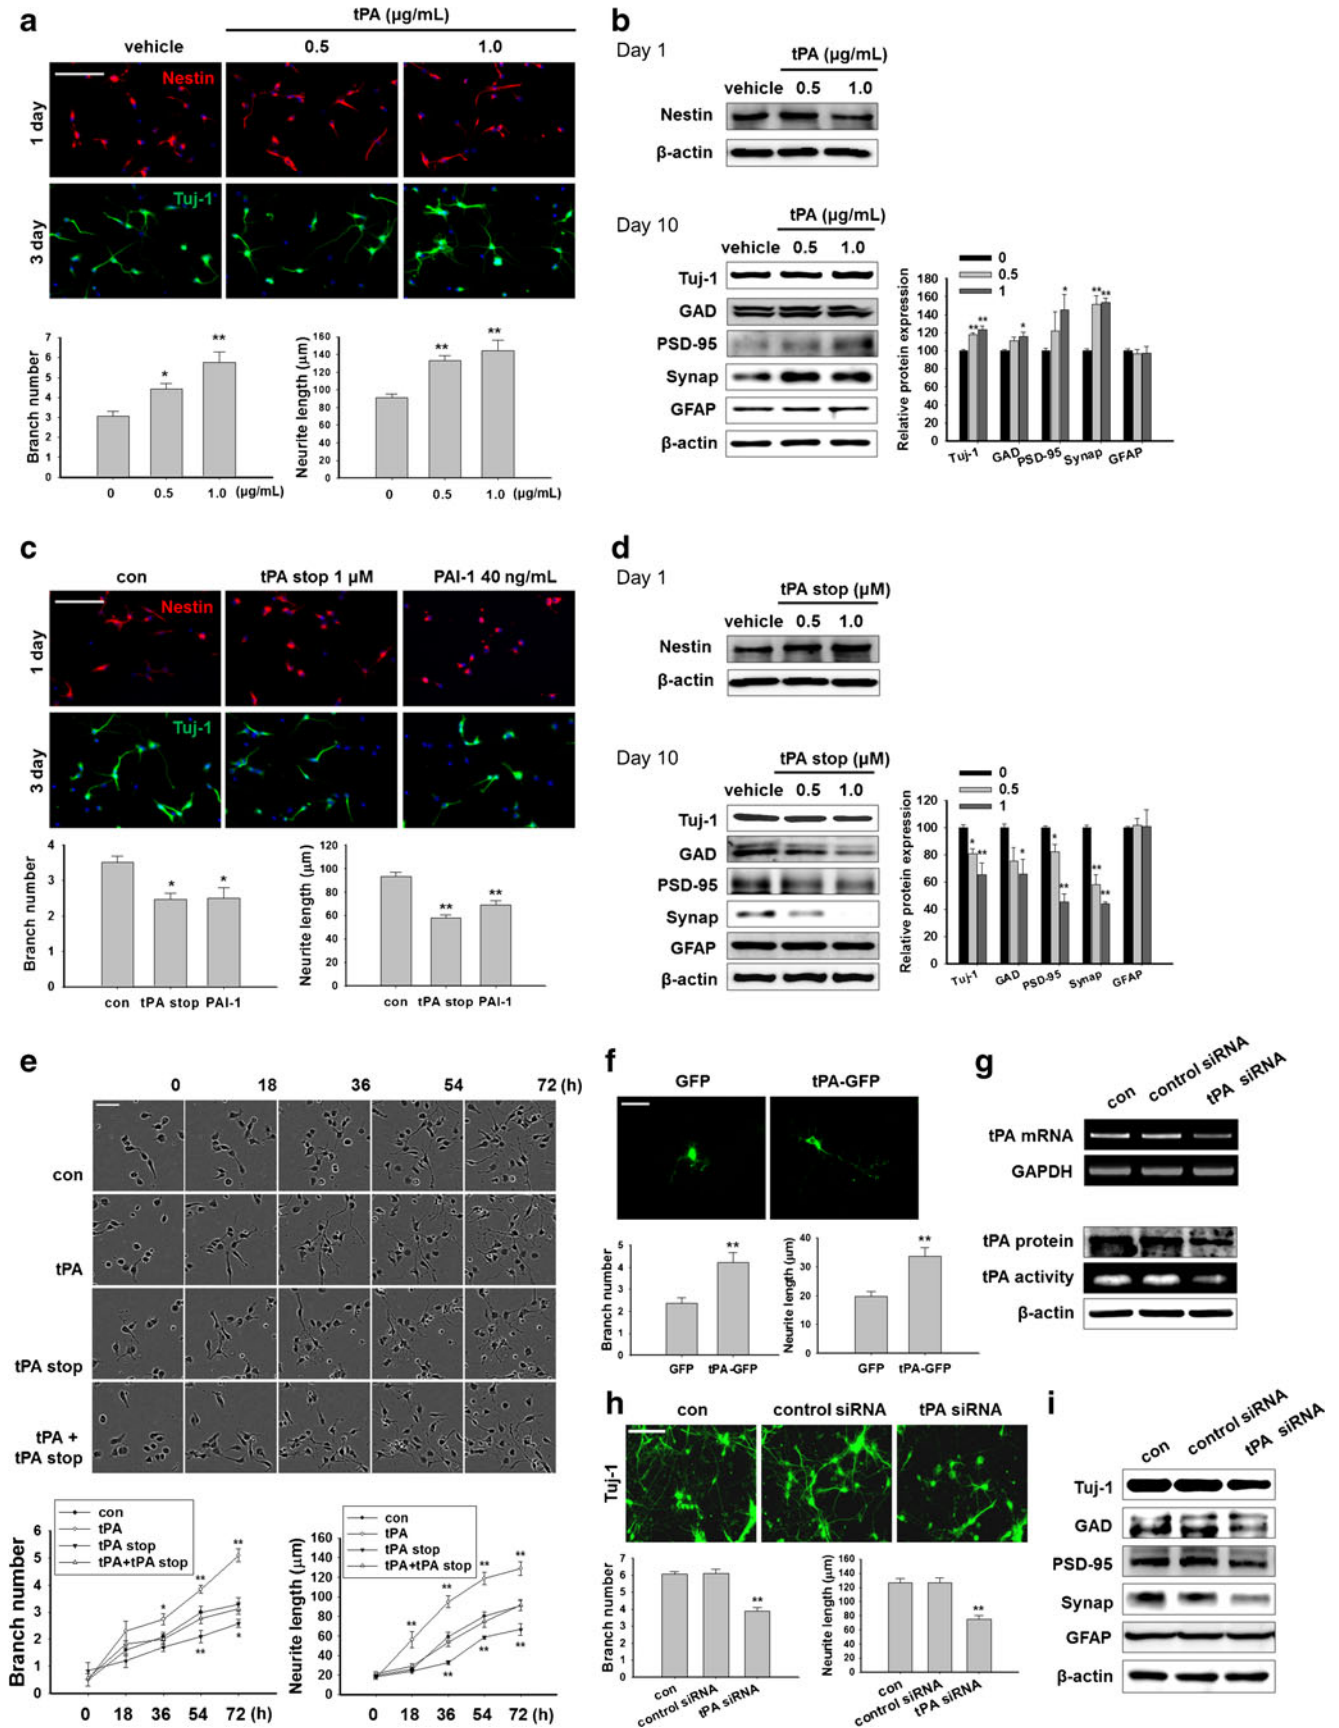 a
tPA (µg/mL)
vehicle 0.5 1.0
Nestin
1 day
Tuj-1
3 day
Branch number
7
6
5
4
3
2
1
0
* **
0 0.5 1.0 (µg/mL)
Neurite length (µm)
160
140
120
100
80
60
40
20
0
** **
0 0.5 1.0 (µg/mL)
b
Day 1
tPA (µg/mL)
vehicle 0.5 1.0
Nestin
β-actin
Day 10
tPA (µg/mL)
vehicle 0.5 1.0
Tuj-1
GAD
PSD-95
Synap
GFAP
β-actin
0
0.5
1
Relative protein expression
180
160
140
120
100
80
60
40
20
0
** ** * * ** **
Tuj-1 GAD PSD-95 Synap GFAP
c
con tPA stop 1 µM PAI-1 40 ng/mL
Nestin
1 day
Tuj-1
3 day
Branch number
4
3
2
1
0
* *
con tPA stop PAI-1
Neurite length (µm)
120
100
80
60
40
20
0
** **
con tPA stop PAI-1
d
Day 1
tPA stop (µM)
vehicle 0.5 1.0
Nestin
β-actin
Day 10
tPA stop (µM)
vehicle 0.5 1.0
Tuj-1
GAD
PSD-95
Synap
GFAP
β-actin
0
0.5
1
Relative protein expression
120
100
80
60
40
20
0
* ** * * ** ** **
Tuj-1 GAD PSD-95 Synap GFAP
e
0 18 36 54 72 (h)
con
tPA
tPA stop
tPA +
tPA stop
con
tPA
tPA stop
tPA+tPA stop
Branch number
6
5
4
3
2
1
0
* ** **
** *
0 18 36 54 72 (h)
con
tPA
tPA stop
tPA+tPA stop
Neurite length (µm)
160
140
120
100
80
60
40
20
0
** ** ** **
** ** **
0 18 36 54 72 (h)
f
GFP tPA-GFP
Branch number
5
4
3
2
1
0
**
GFP tPA-GFP
Neurite length (µm)
40
30
20
10
0
**
GFP tPA-GFP
g
con control siRNA tPA siRNA
tPA mRNA
GAPDH
tPA protein
tPA activity
β-actin
h
con control siRNA tPA siRNA
Tuj-1
Branch number
7
6
5
4
3
2
1
0
**
con control siRNA tPA siRNA
Neurite length (µm)
160
140
120
100
80
60
40
20
0
**
con control siRNA tPA siRNA
i
con control siRNA tPA siRNA
Tuj-1
GAD
PSD-95
Synap
GFAP
β-actin